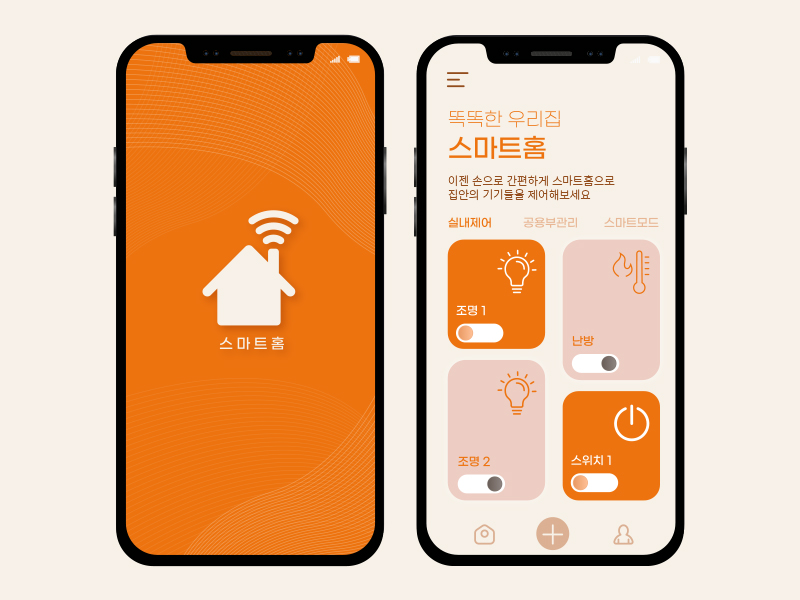 스마트홈
똑똑한 우리집
스마트홈
이젠 손으로 간편하게 스마트홈으로
집안의 기기들을 제어해보세요
실내제어 공용부관리 스마트모드
조명 1
난방
조명 2
스위치 1